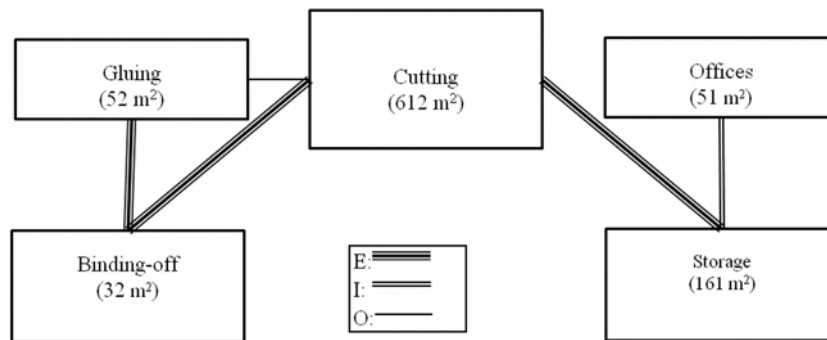 Gluing
(52 m²)
Cutting
(612 m²)
Offices
(51 m²)
Binding-off
(32 m²)
E:
I:
O:
Storage
(161 m²)